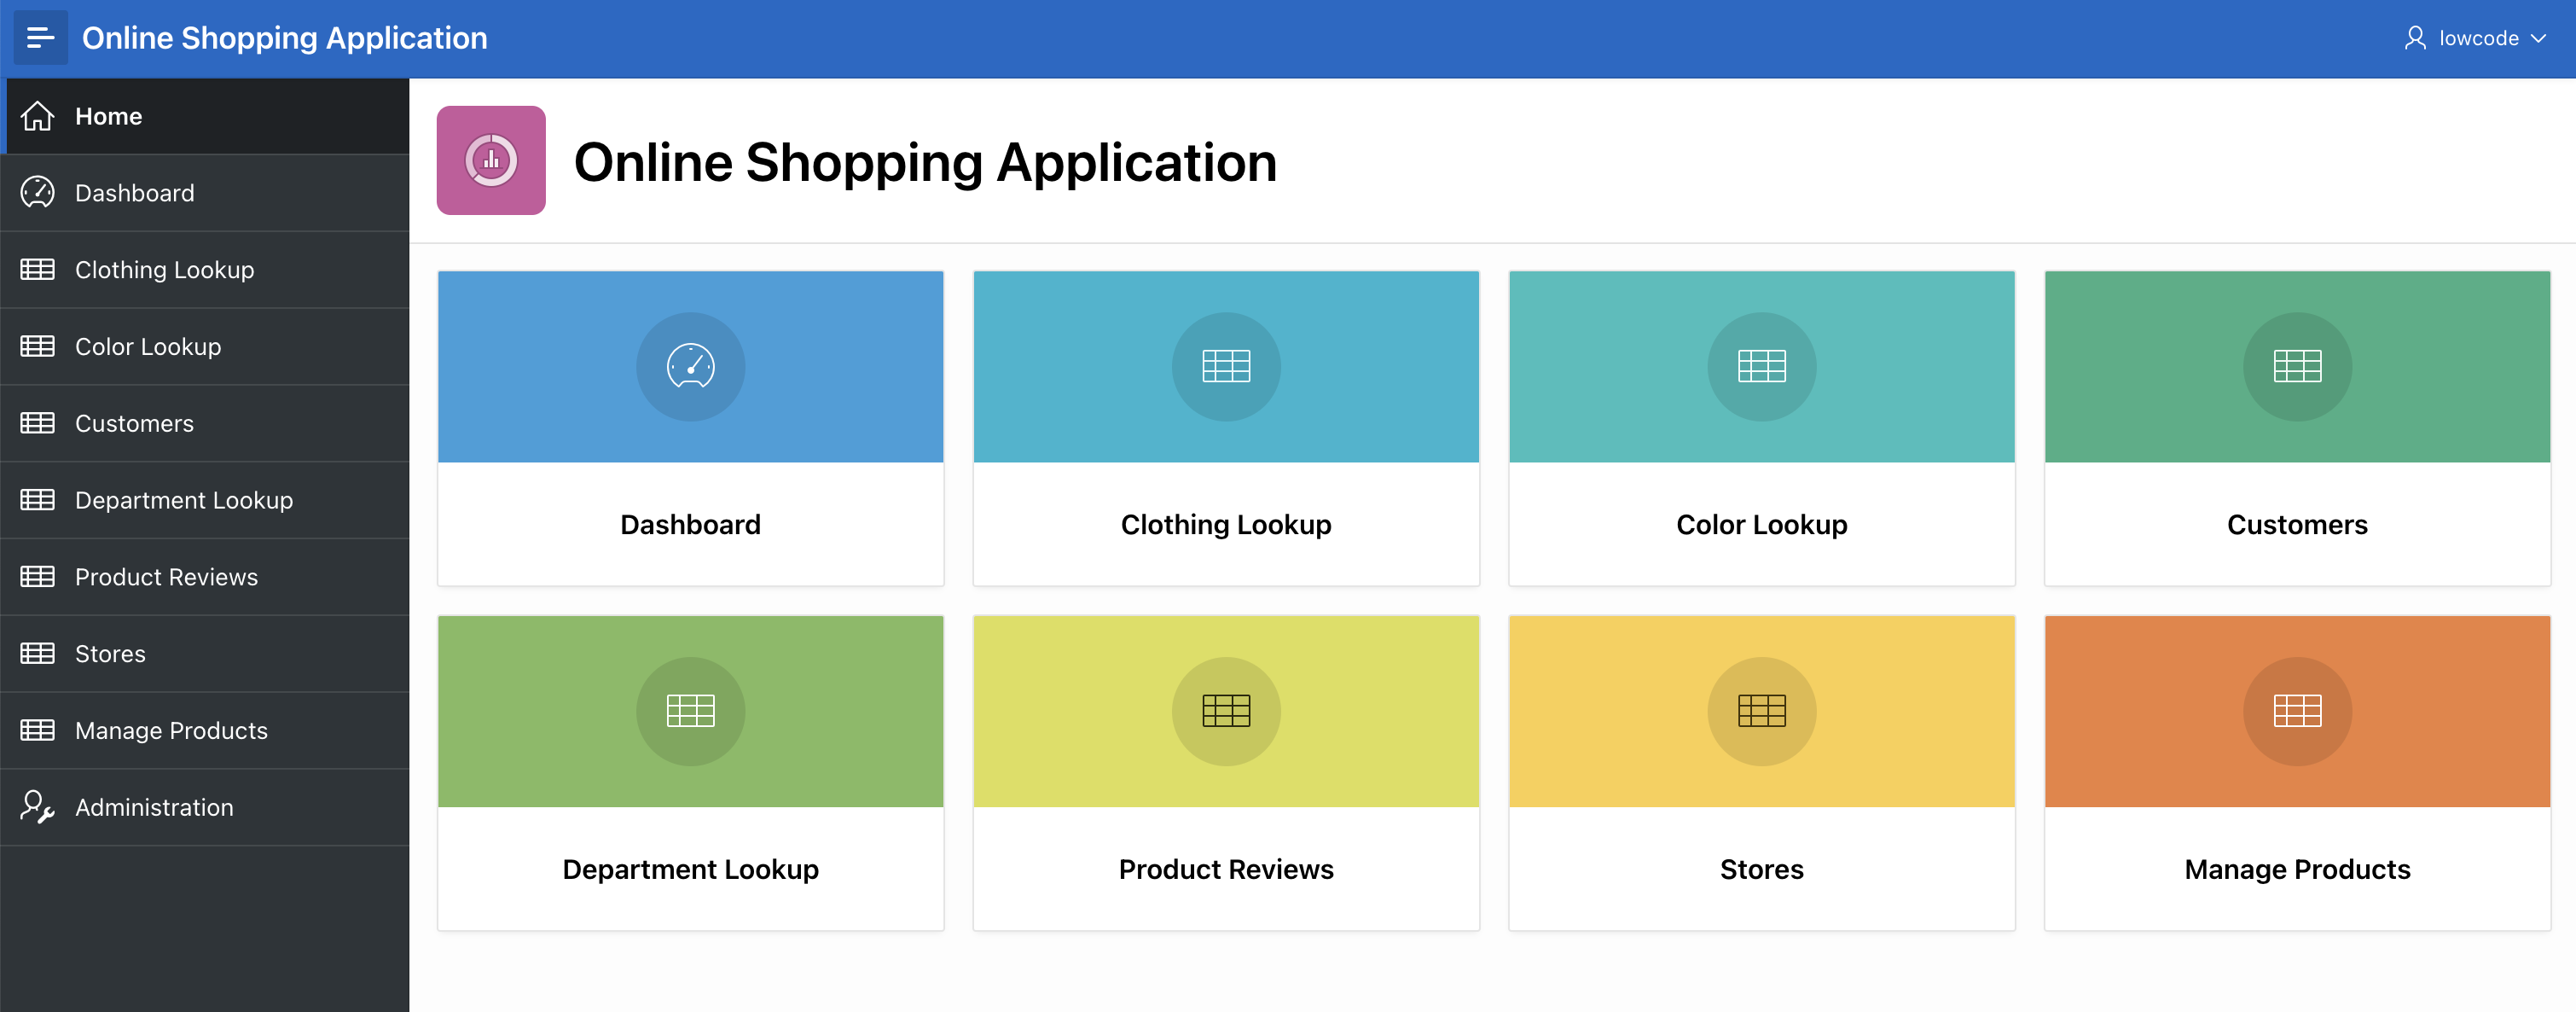 Online Shopping Application
lowcode
Home
Dashboard
Clothing Lookup
Color Lookup
Customers
Department Lookup
Product Reviews
Stores
Manage Products
Administration
Online Shopping Application
Dashboard
Clothing Lookup
Color Lookup
Customers
Department Lookup
Product Reviews
Stores
Manage Products